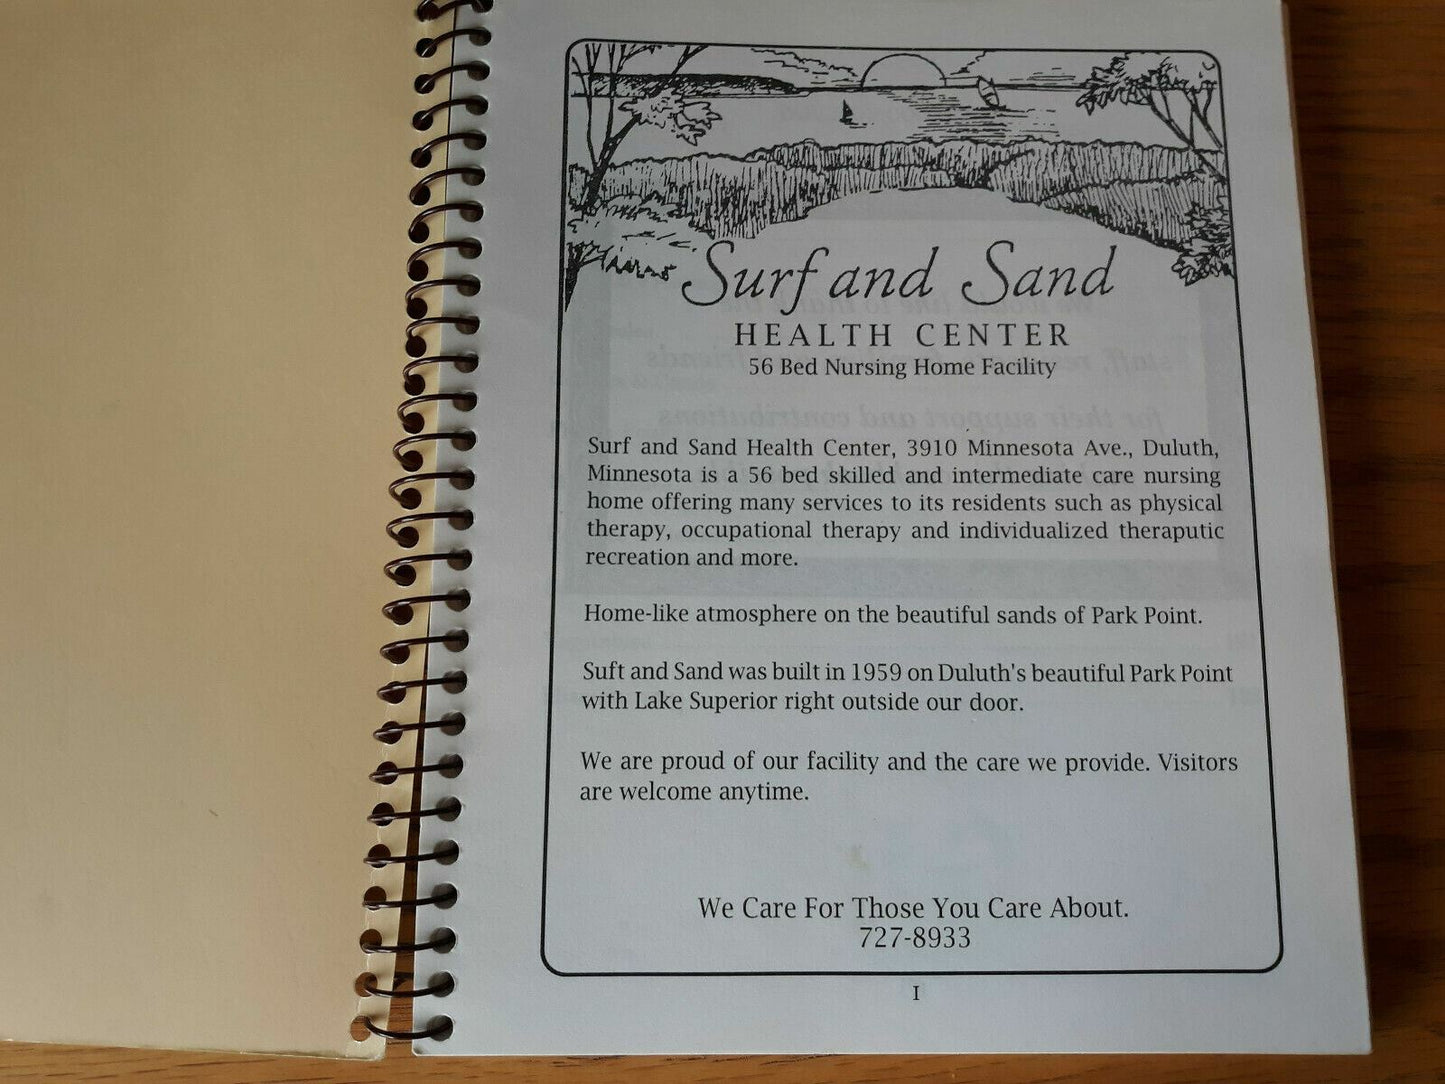 Surf and Sand
HEALTH CENTER
56 Bed Nursing Home Facility
Surf and Sand Health Center, 3910 Minnesota Ave., Duluth,
Minnesota is a 56 bed skilled and intermediate care nursing
home offering many services to its residents such as physical
therapy, occupational therapy and individualized theraputic
recreation and more.
Home-like atmosphere on the beautiful sands of Park Point.
Suft and Sand was built in 1959 on Duluth's beautiful Park Point
with Lake Superior right outside our door.
We are proud of our facility and the care we provide. Visitors
are welcome anytime.
We Care For Those You Care About.
727-8933
I